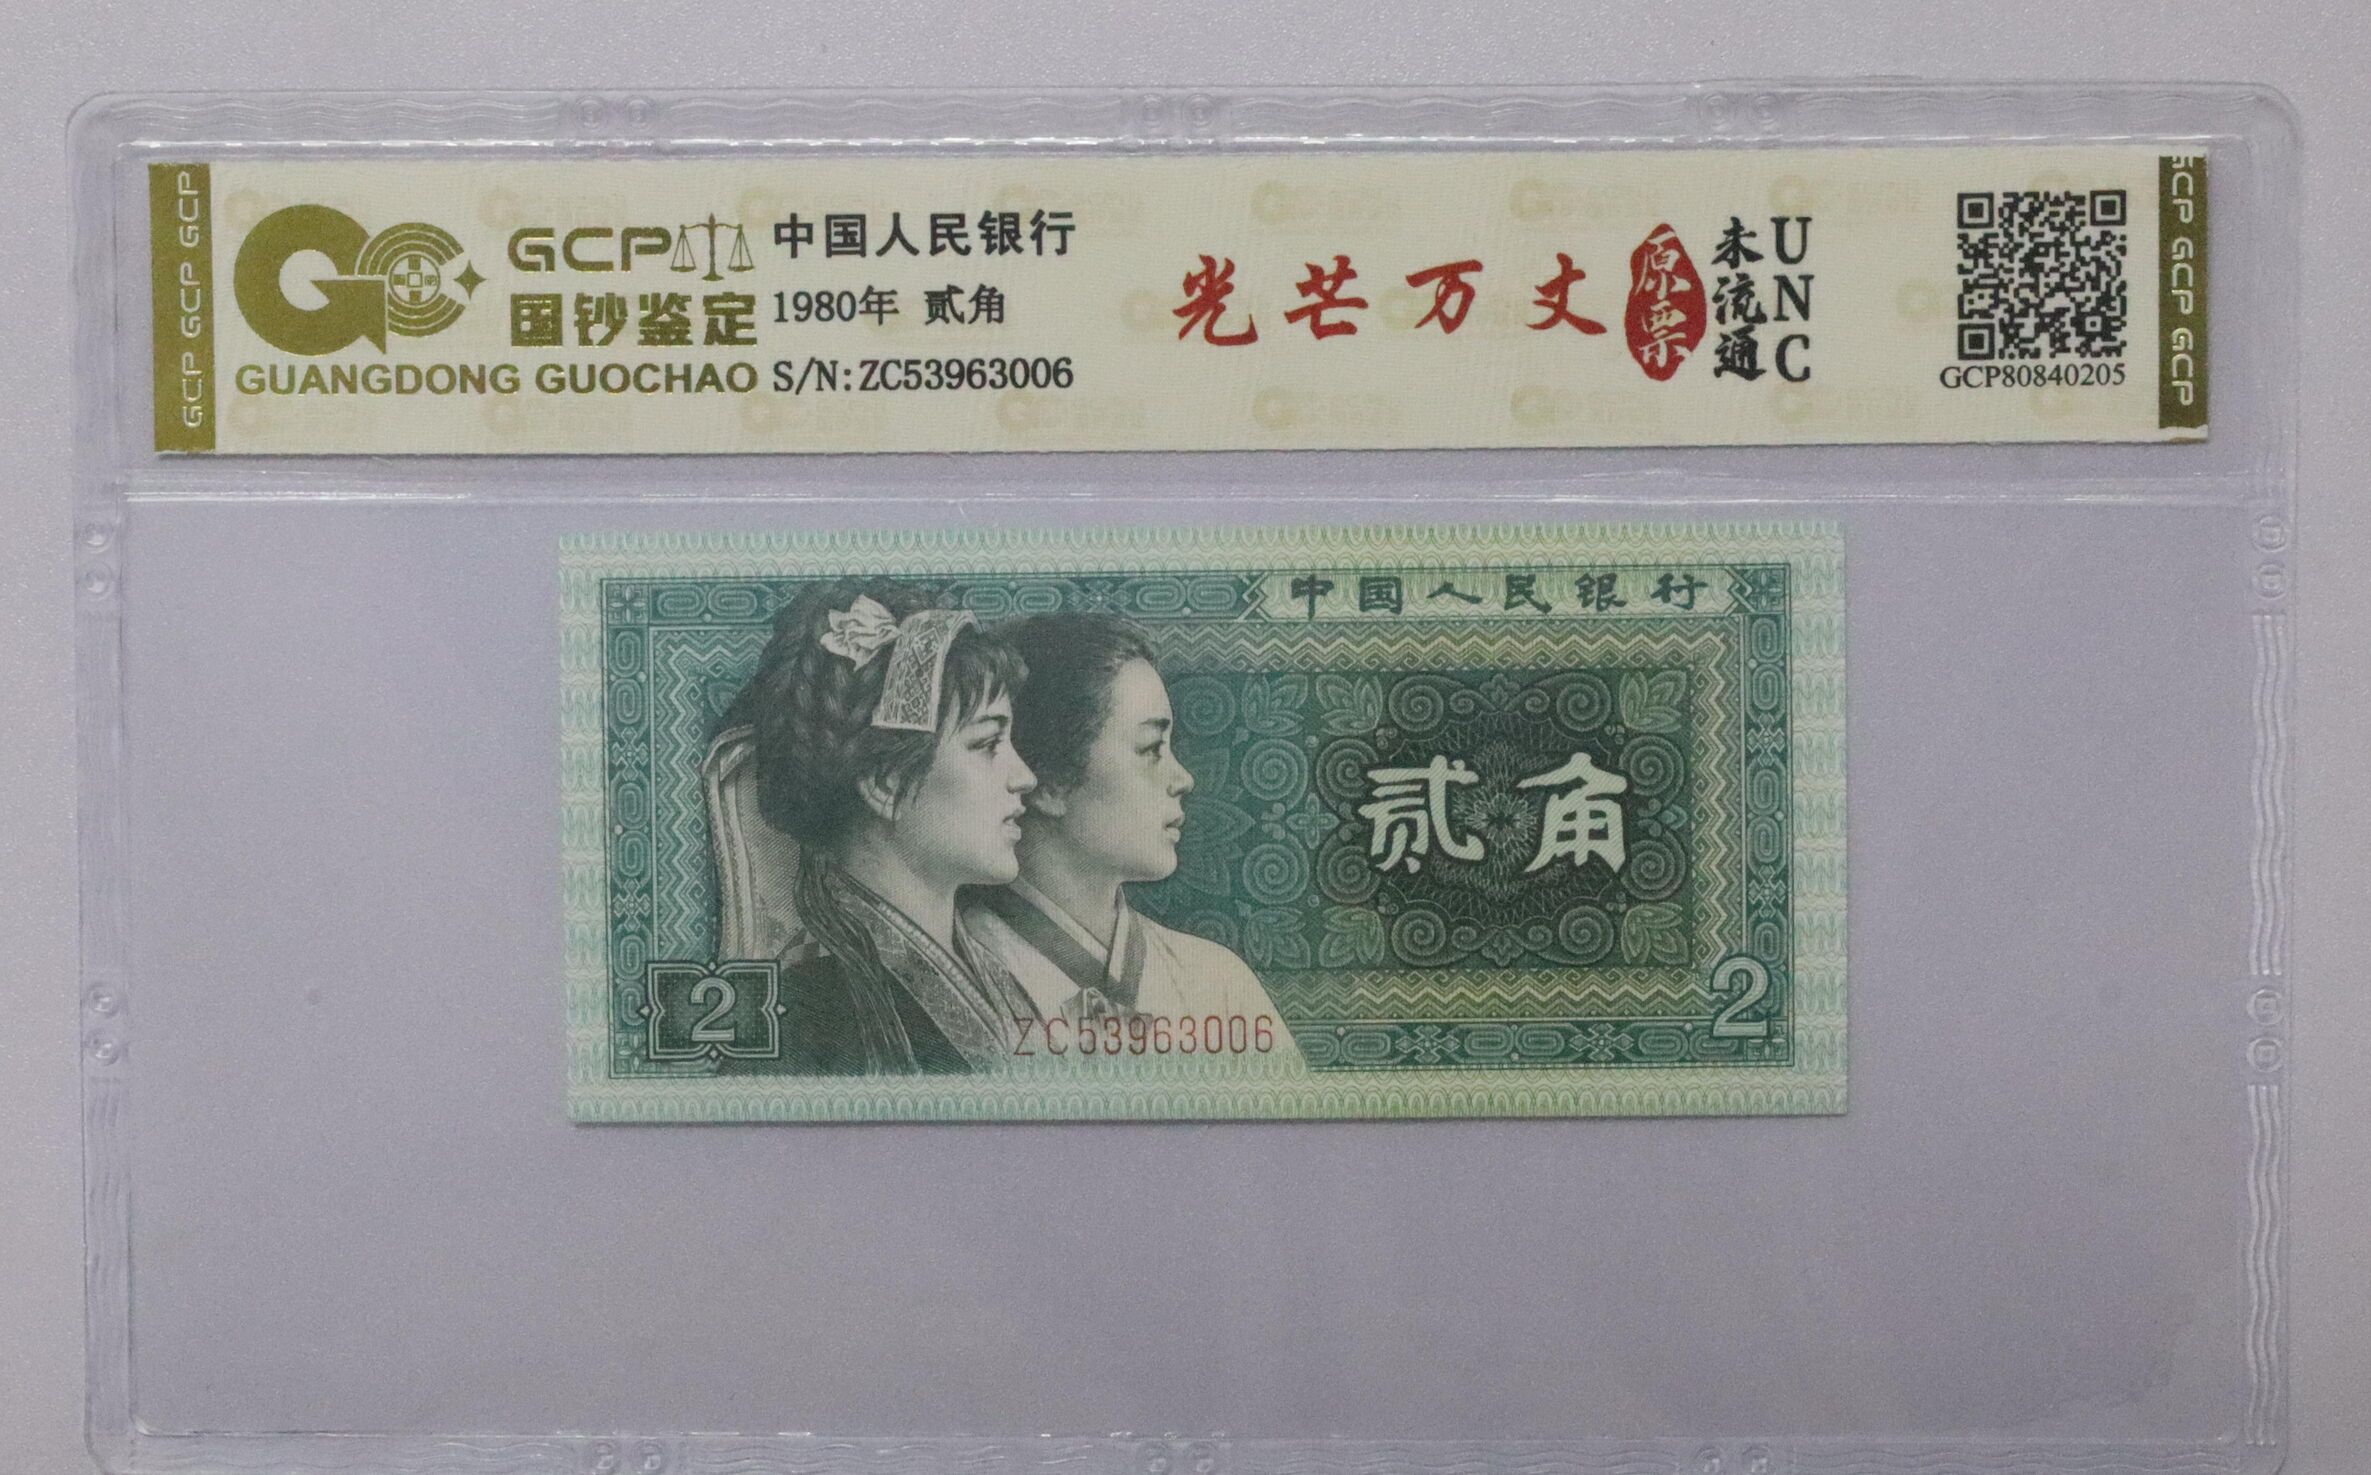 GCP GCP GCP
GCP
国钞鉴定
GUANGDONG GUOCHAO
中国人民银行
1980年 贰角
S/N:ZC53963006
光芒万丈
原票
未流通
UNC
GCP80840205
GCP GCP GCP
中国人民银行
贰角
2
2
ZC53963006